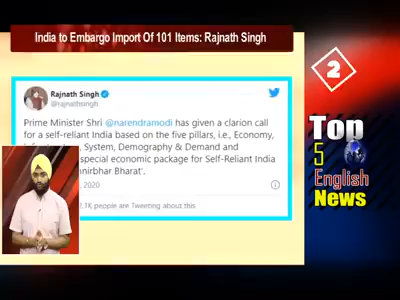 India to Embargo Import Of 101 Items: Rajnath Singh
2
Rajnath Singh
@rajnathsingh
Prime Minister Shri @narendramodi has given a clarion call
for a self-reliant India based on the five pillars, i.e., Economy,
System, Demography & Demand and
special economic package for Self-Reliant India
Bharat'.
2020
people are Tweeting about this
Top
5
English
News